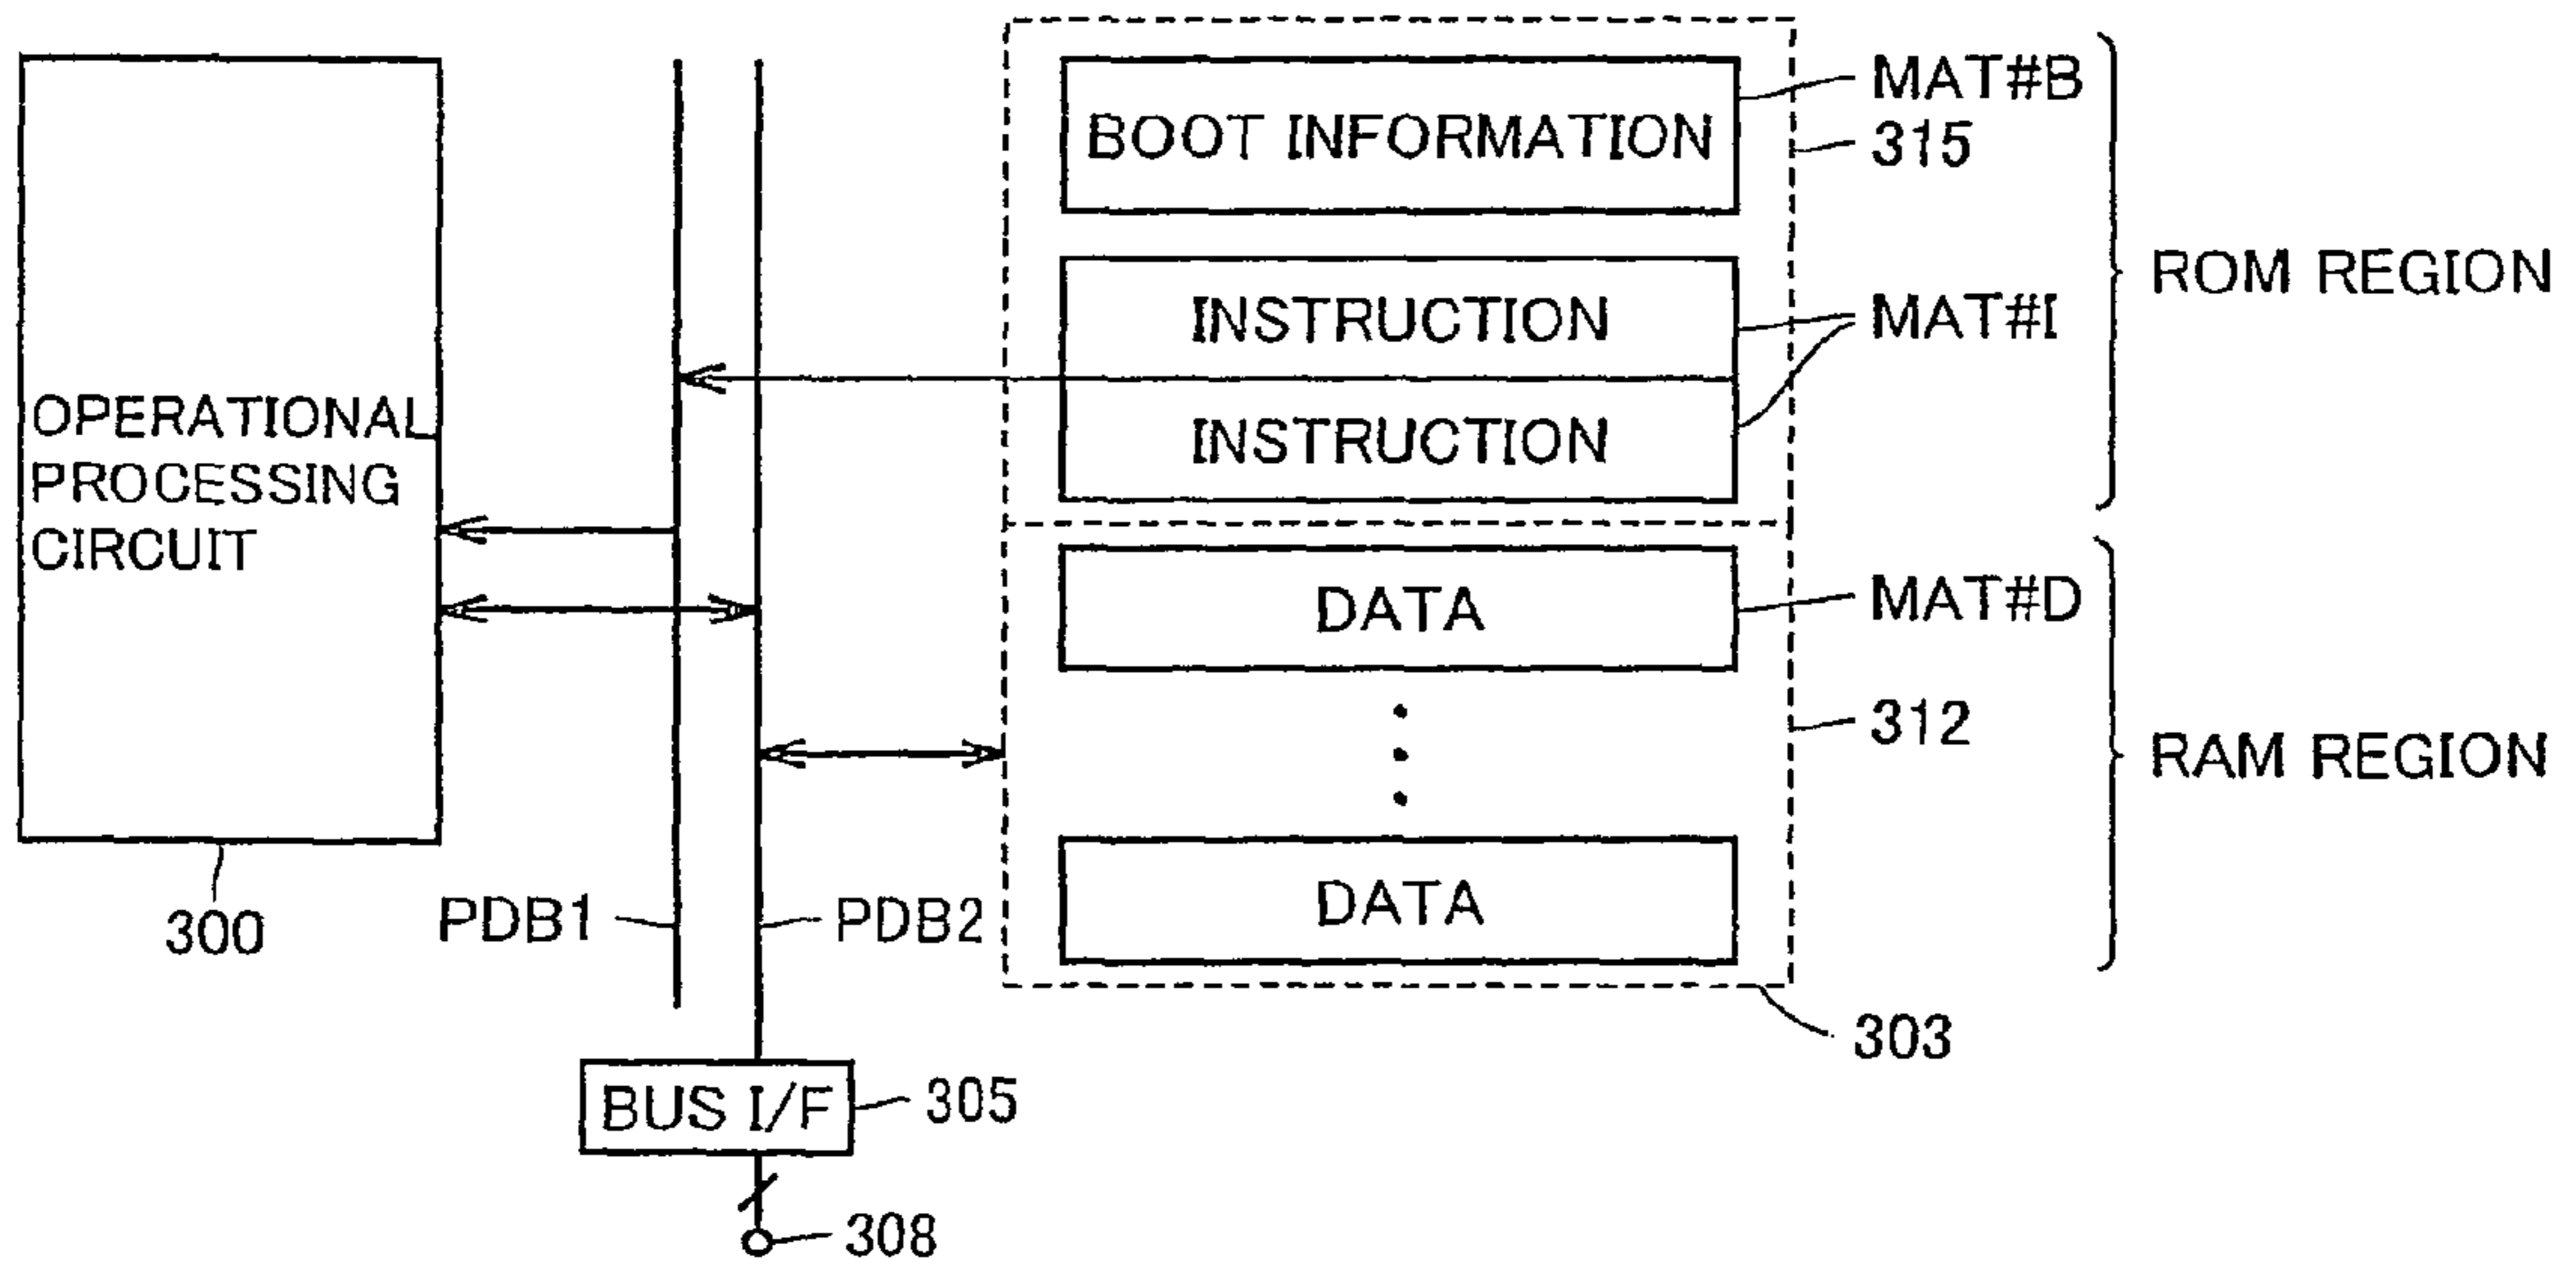 BOOT INFORMATION
MAT#B
315
INSTRUCTION
MAT#I
INSTRUCTION
ROM REGION
OPERATIONAL
PROCESSING
CIRCUIT
DATA
MAT#D
312
RAM REGION
DATA
300
PDB1
PDB2
303
BUS I/F
305
308